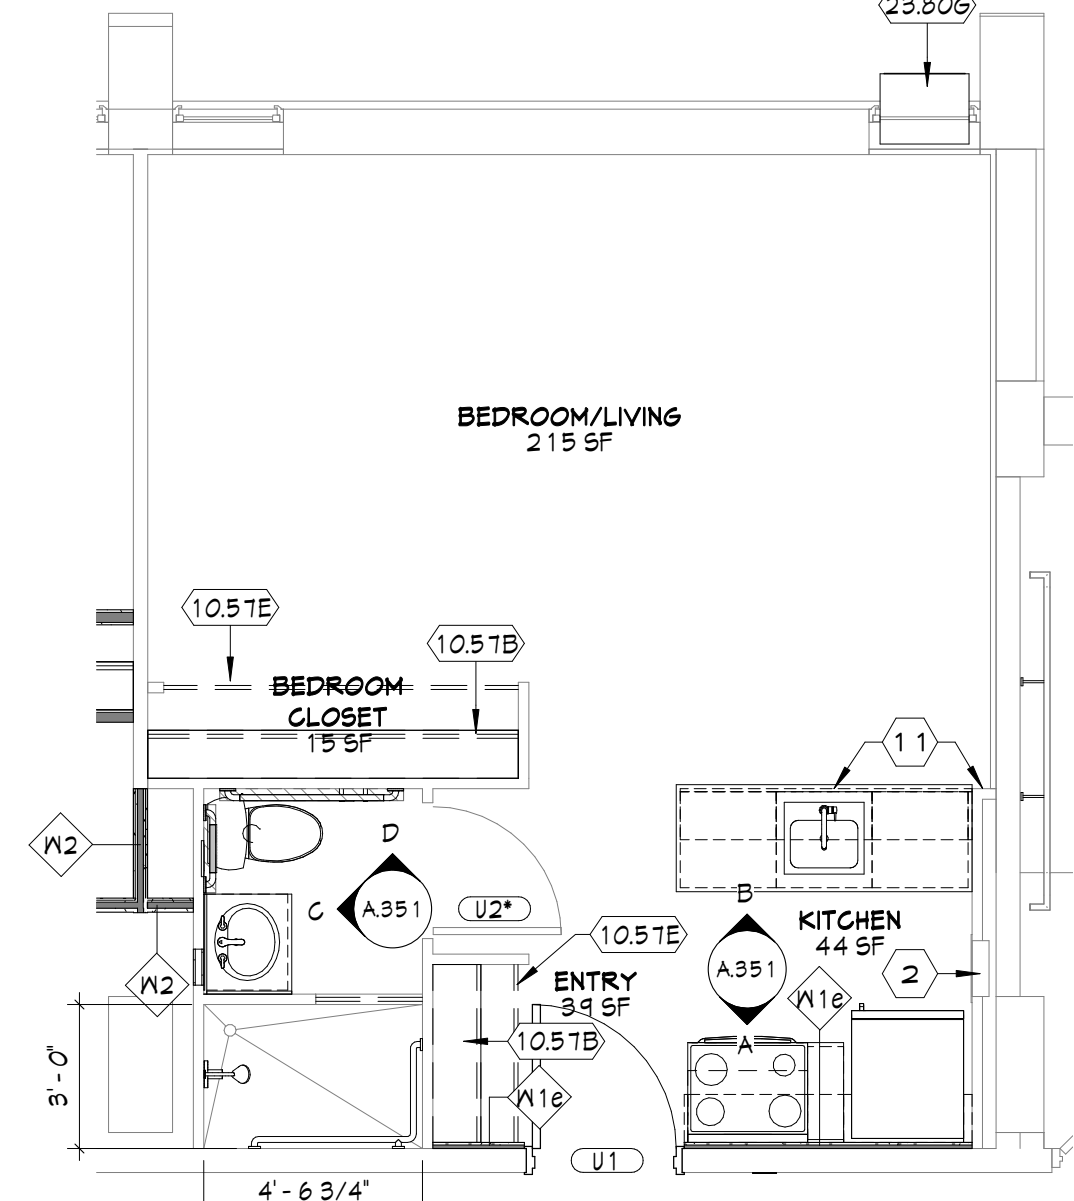 23.80G
BEDROOM/LIVING
215 SF
10.57E
10.57B
BEDROOM
CLOSET
15 SF
11
W2
D
C
A.351
U2*
B
KITCHEN
44 SF
10.57E
A.351
2
ENTRY
39 SF
W2
W1e
10.57B
A
3'-0"
W1e
U1
4'-6 3/4"